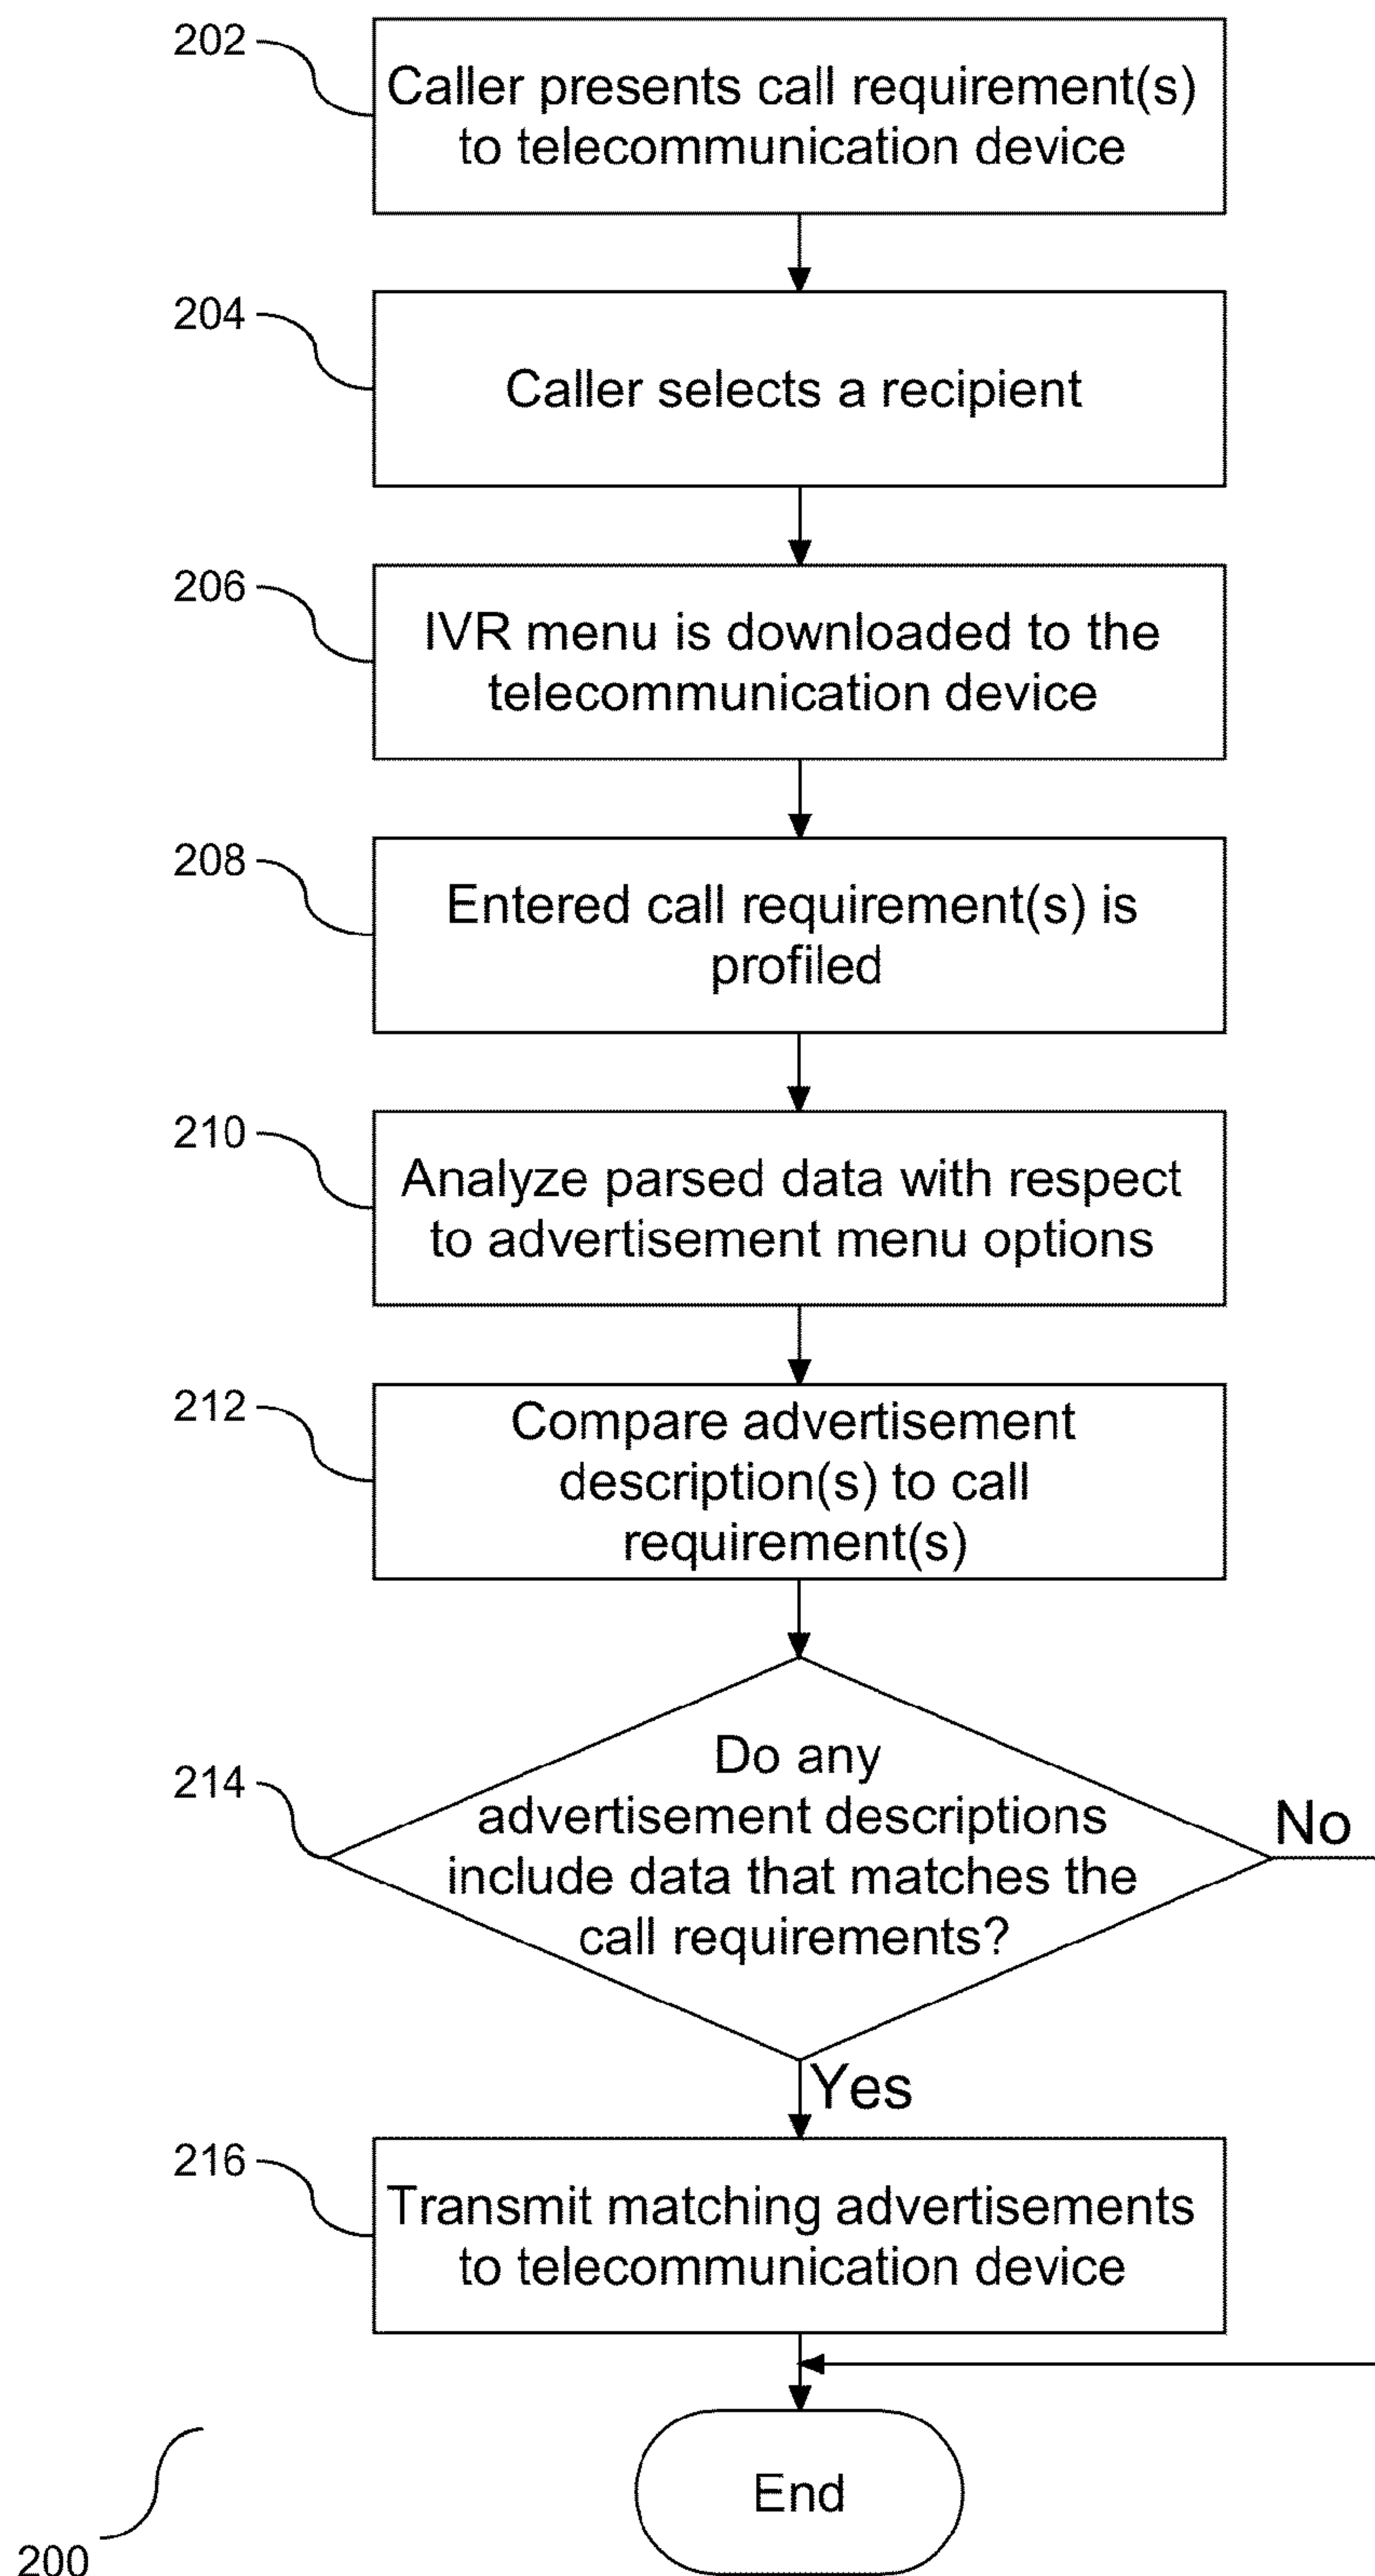 202
Caller presents call requirement(s)
to telecommunication device
204
Caller selects a recipient
206
IVR menu is downloaded to the
telecommunication device
208
Entered call requirement(s) is
profiled
210
Analyze parsed data with respect
to advertisement menu options
212
Compare advertisement
description(s) to call
requirement(s)
214
Do any
advertisement descriptions
include data that matches the
call requirements?
No
Yes
216
Transmit matching advertisements
to telecommunication device
End
200